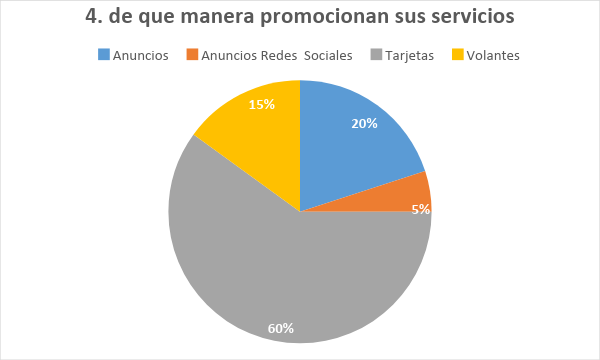 4. de que manera promocionan sus servicios
Anuncios Anuncios Redes Sociales Tarjetas Volantes
15%
20%
5%
60%